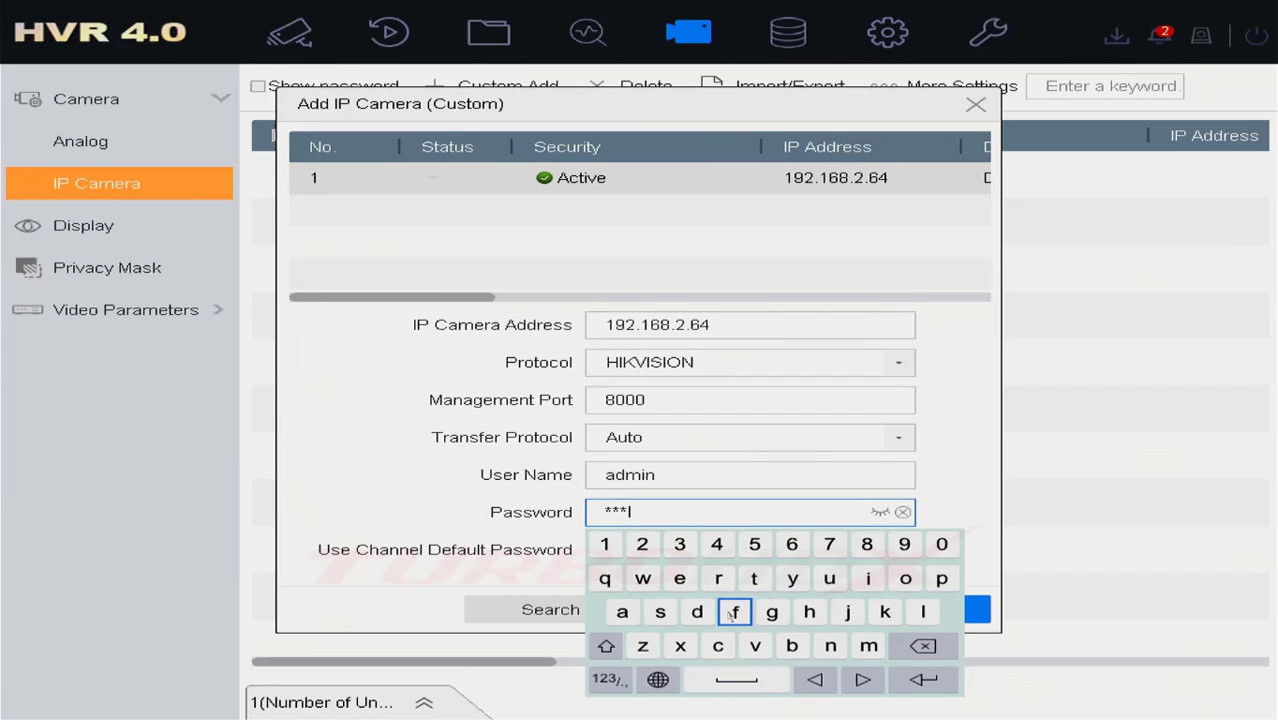 HVR 4.0
2
Camera
Analog
IP Camera
Display
Privacy Mask
Video Parameters
Show password
Custom Add
Delete
Import/Export
More Settings
Enter a keyword.
IP Address
Add IP Camera (Custom)
No. Status Security IP Address
1 Active 192.168.2.64
IP Camera Address 192.168.2.64
Protocol HIKVISION
Management Port 8000
Transfer Protocol Auto
User Name admin
Password ***
Use Channel Default Password
Search
1 2 3 4 5 6 7 8 9 0
q w e r t y u i o p
a s d f g h j k l
z x c v b n m
123/.,
1(Number of Un...